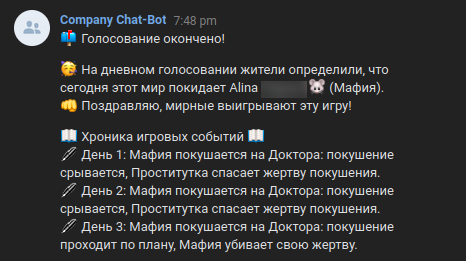 Company Chat-Bot 7:48 pm
📫 Голосование окончено!
🥳 На дневном голосовании жители определили, что
сегодня этот мир покидает Alina 🐭 (Мафия).
👊 Поздравляю, мирные выигрывают эту игру!
📖 Хроника игровых событий 📖
🖋 День 1: Мафия покушается на Доктора: покушение
срывается, Проститутка спасает жертву покушения.
🖋 День 2: Мафия покушается на Доктора: покушение
срывается, Проститутка спасает жертву покушения.
🖋 День 3: Мафия покушается на Доктора: покушение
проходит по плану, Мафия убивает свою жертву.